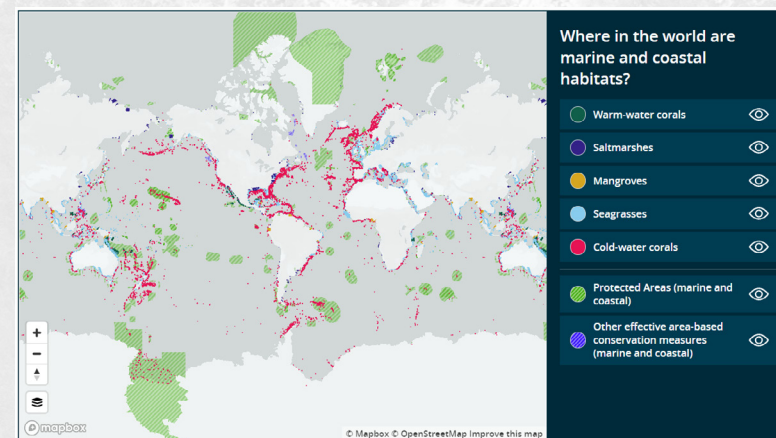 Where in the world are
marine and coastal
habitats?
Warm-water corals
Saltmarshes
Mangroves
Seagrasses
Cold-water corals
Protected Areas (marine and
coastal)
Other effective area-based
conservation measures
(marine and coastal)
mapbox
© Mapbox © OpenStreetMap Improve this map